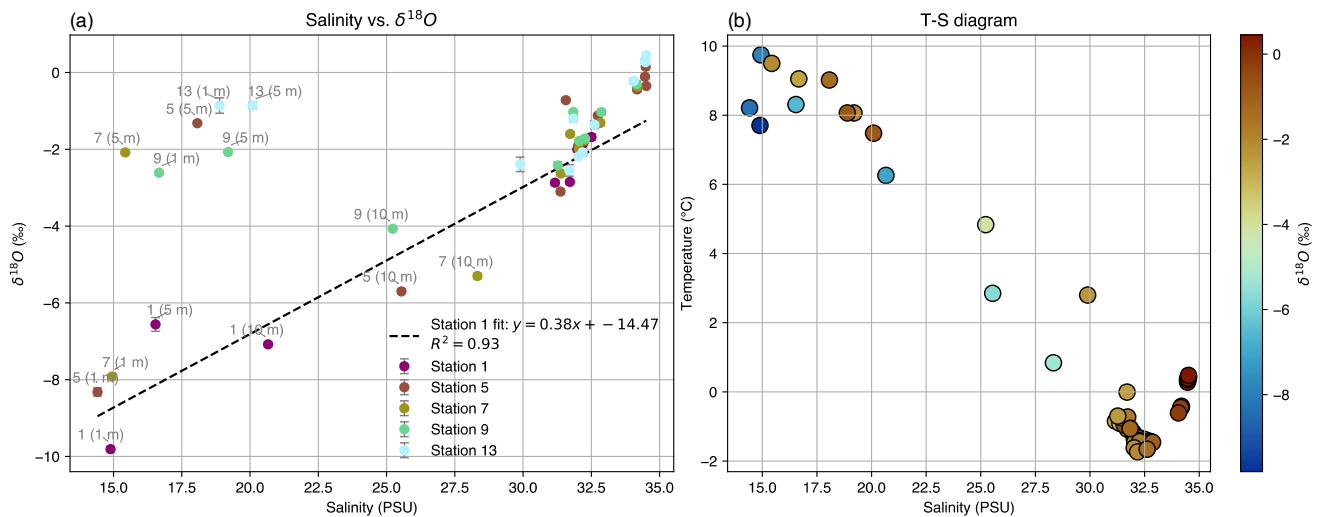 (a)
Salinity vs. δ¹⁸O
0
−2
−4
−6
−8
−10
δ¹⁸O (‰)
13 (1 m)
13 (5 m)
5 (5 m)
7 (5 m)
9 (5 m)
9 (1 m)
9 (10 m)
7 (10 m)
5 (10 m)
1 (5 m)
1 (10 m)
7 (1 m)
5 (1 m)
1 (1 m)
Station 1 fit: y = 0.38x + −14.47
R² = 0.93
Station 1
Station 5
Station 7
Station 9
Station 13
15.0 17.5 20.0 22.5 25.0 27.5 30.0 32.5 35.0
Salinity (PSU)
(b)
T-S diagram
10
8
6
4
2
0
−2
Temperature (°C)
15.0 17.5 20.0 22.5 25.0 27.5 30.0 32.5 35.0
Salinity (PSU)
0
−2
−4
−6
−8
δ¹⁸O (‰)